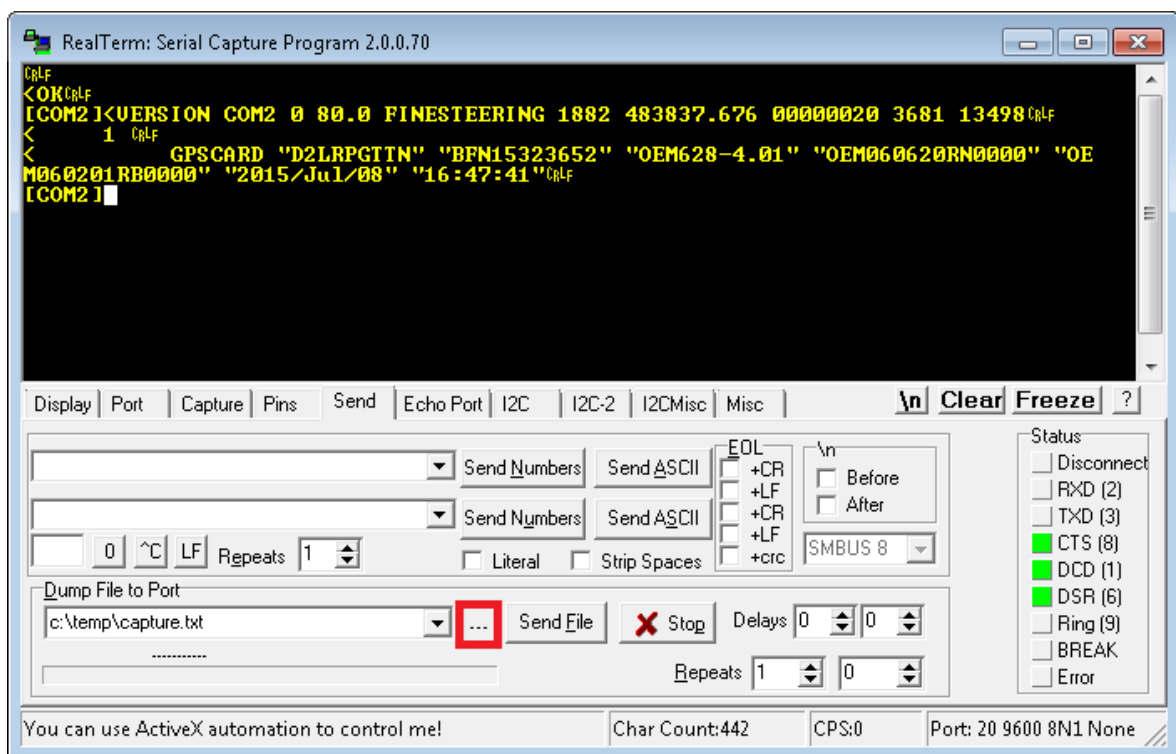 RealTerm: Serial Capture Program 2.0.0.70
CRLF
<OKCRLF
[COM2]<VERSION COM2 0 80.0 FINESTEERING 1882 483837.676 00000020 3681 13498CRLF
< 1 CRLF
< GPSCARD "D2LRPGTTN" "BFN15323652" "OEM628-4.01" "OEM060620RN0000" "OE
M060201RB0000" "2015/Jul/08" "16:47:41"CRLF
[COM2]
Display Port Capture Pins Send Echo Port I2C I2C-2 I2CMisc Misc \n Clear Freeze ?
Send Numbers Send ASCII
Send Numbers Send ASCII
0 ^C LF Repeats 1 Literal Strip Spaces
EOL
+CR
+LF
+CR
+LF
+crc
\n
Before
After
SMBUS 8
Dump File to Port
c:\temp\capture.txt ... Send File Stop Delays 0 0
-----------
Repeats 1 0
Status
Disconnect
RXD (2)
TXD (3)
CTS (8)
DCD (1)
DSR (6)
Ring (9)
BREAK
Error
You can use ActiveX automation to control me! Char Count:442 CPS:0 Port: 20 9600 8N1 None